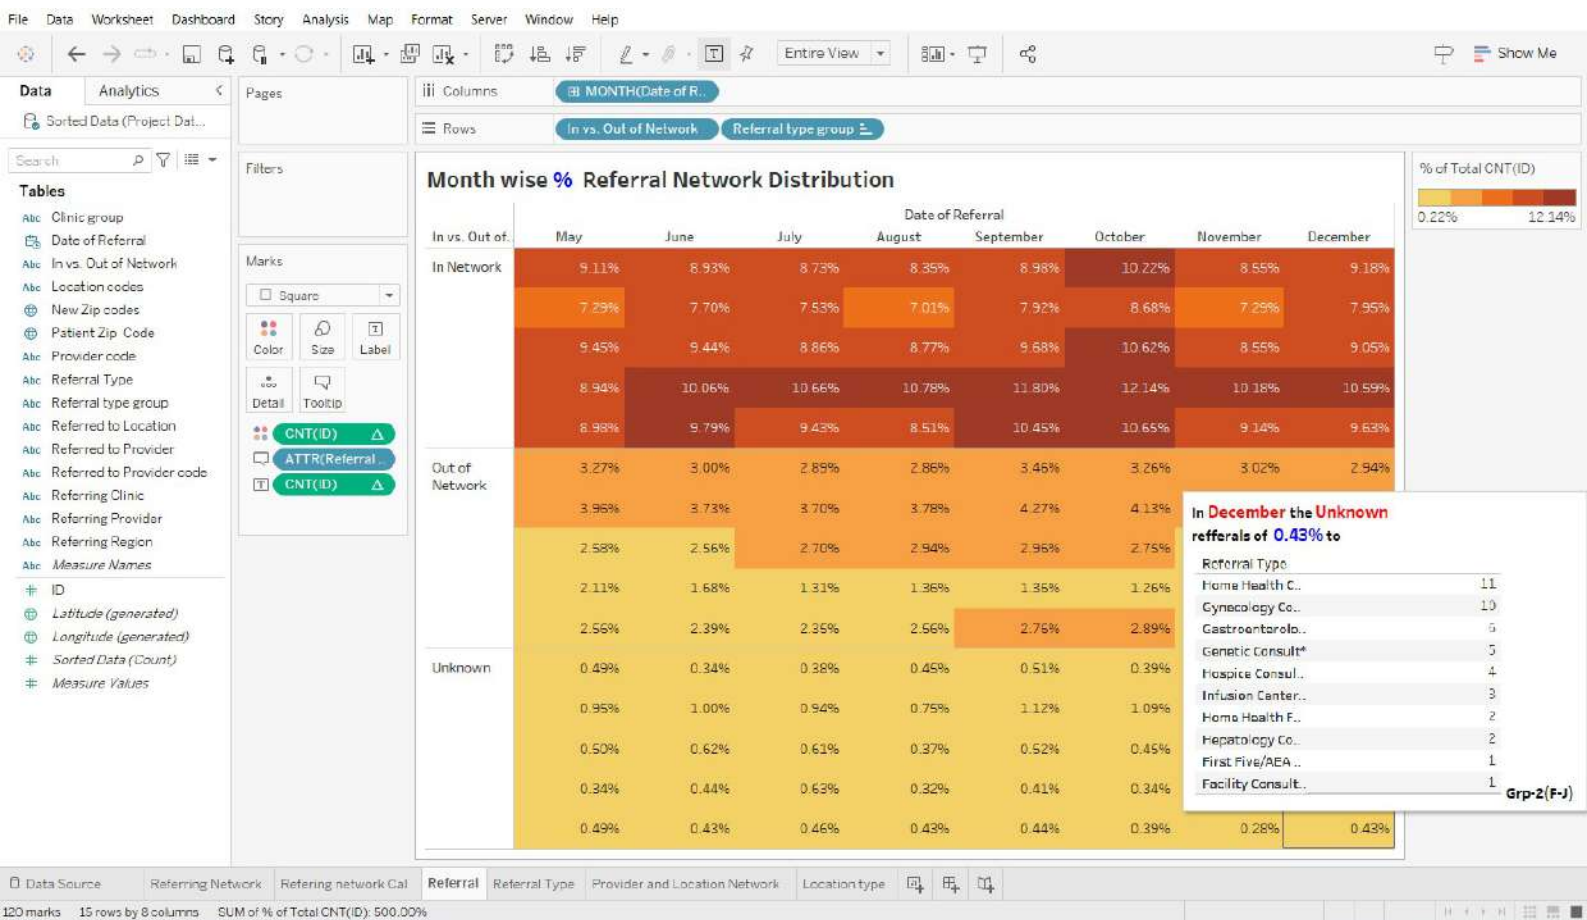 File Data Worksheet Dashboard Story Analysis Map Format Server Window Help
Entire View
Show Me
Data Analytics
Pages
Columns MONTH(Date of R..
Sorted Data (Project Dat...
Rows In vs. Out of Network Referral type group
Search
Filters
Tables
Abc Clinic group
Date of Referral
Abc In vs. Out of Network
Abc Location codes
New Zip codes
Patient Zip Code
Abc Provider code
Abc Referral Type
Abc Referral type group
Abc Referred to Location
Abc Referred to Provider
Abc Referred to Provider code
Abc Referring Clinic
Abc Referring Provider
Abc Referring Region
Abc Measure Names
ID
Latitude (generated)
Longitude (generated)
Sorted Data (Count)
Measure Values
Marks
Square
Color Size Label
Detail Tooltip
CNT(ID)
ATTR(Referral ..
CNT(ID)
Month wise % Referral Network Distribution
Date of Referral
In vs. Out of.. May June July August September October November December
In Network 9.11% 8.93% 8.73% 8.35% 8.98% 10.22% 8.55% 9.18%
7.29% 7.70% 7.53% 7.01% 7.92% 8.68% 7.29% 7.95%
9.45% 9.44% 8.86% 8.77% 9.68% 10.62% 8.55% 9.05%
8.94% 10.06% 10.66% 10.78% 11.80% 12.14% 10.18% 10.59%
8.98% 9.79% 9.43% 8.51% 10.45% 10.65% 9.14% 9.63%
Out of 3.27% 3.00% 2.89% 2.86% 3.46% 3.26% 3.02% 2.94%
Network
3.96% 3.73% 3.70% 3.78% 4.27% 4.13%
2.58% 2.56% 2.70% 2.94% 2.96% 2.75%
2.11% 1.68% 1.31% 1.36% 1.36% 1.26%
2.56% 2.39% 2.35% 2.56% 2.76% 2.89%
Unknown 0.49% 0.34% 0.38% 0.45% 0.51% 0.39%
0.95% 1.00% 0.94% 0.75% 1.12% 1.09%
0.50% 0.62% 0.61% 0.37% 0.52% 0.45%
0.34% 0.44% 0.63% 0.32% 0.41% 0.34%
0.49% 0.43% 0.46% 0.43% 0.44% 0.39% 0.28% 0.43%
In December the Unknown
refferals of 0.43% to
Referral Type
Home Health C.. 11
Gynecology Co.. 10
Gastroenterolo.. 6
Genetic Consult* 5
Hospice Consul.. 4
Infusion Center.. 3
Home Health F.. 2
Hepatology Co.. 2
First Five/AEA .. 1
Facility Consult.. 1
Grp-2(F-J)
% of Total CNT(ID)
0.22% 12.14%
Data Source Referring Network Refering network Cal Referral Referral Type Provider and Location Network Location type
120 marks 15 rows by 8 columns SUM of % of Total CNT(ID): 500.00%